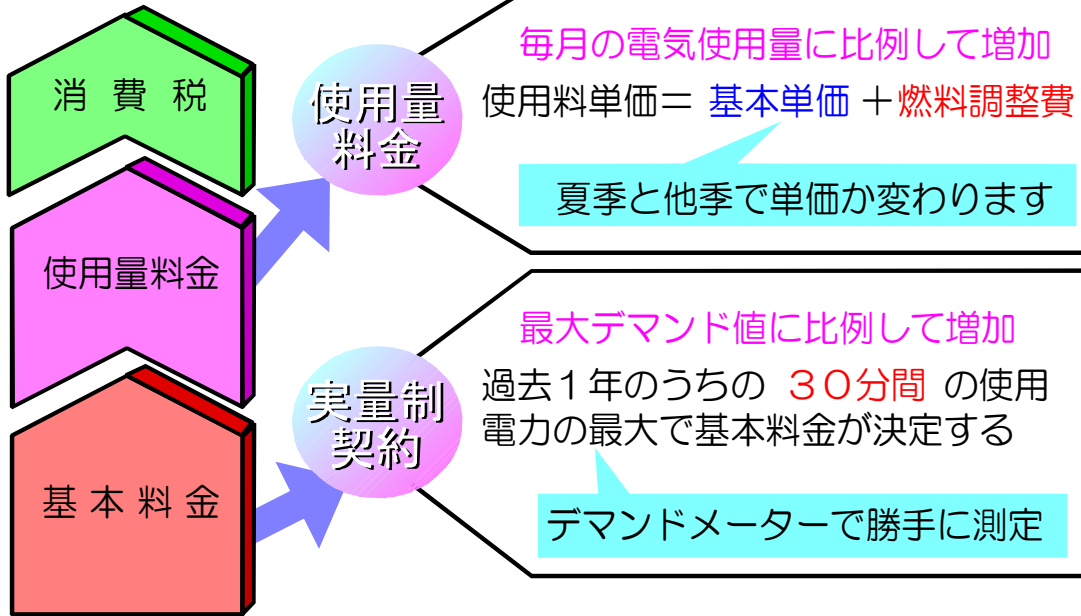 消費税
使用量料金
基本料金
使用量
料金
毎月の電気使用量に比例して増加
使用料単価＝ 基本単価 ＋燃料調整費
夏季と他季で単価か変わります
実量制
契約
最大デマンド値に比例して増加
過去１年のうちの ３０分間 の使用
電力の最大で基本料金が決定する
デマンドメーターで勝手に測定